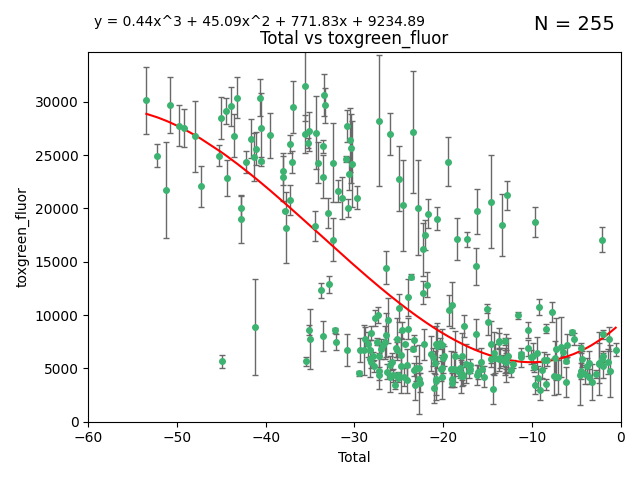 y = 0.44x^3 + 45.09x^2 + 771.83x + 9234.89
N = 255
Total vs toxgreen_fluor
30000
25000
20000
15000
10000
5000
0
toxgreen_fluor
−60 −50 −40 −30 −20 −10 0
Total